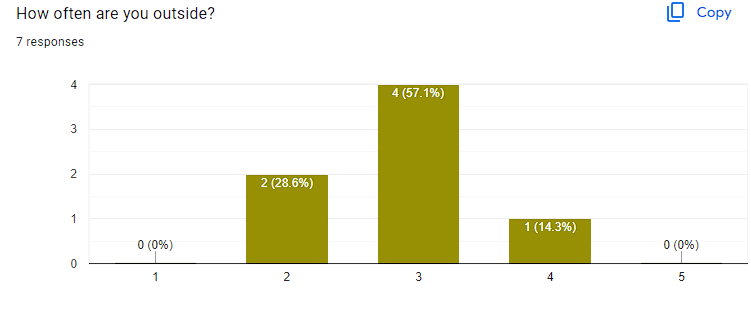 How often are you outside?
Copy
7 responses
4
3
2
1
0
0 (0%)
2 (28.6%)
4 (57.1%)
1 (14.3%)
0 (0%)
1 2 3 4 5